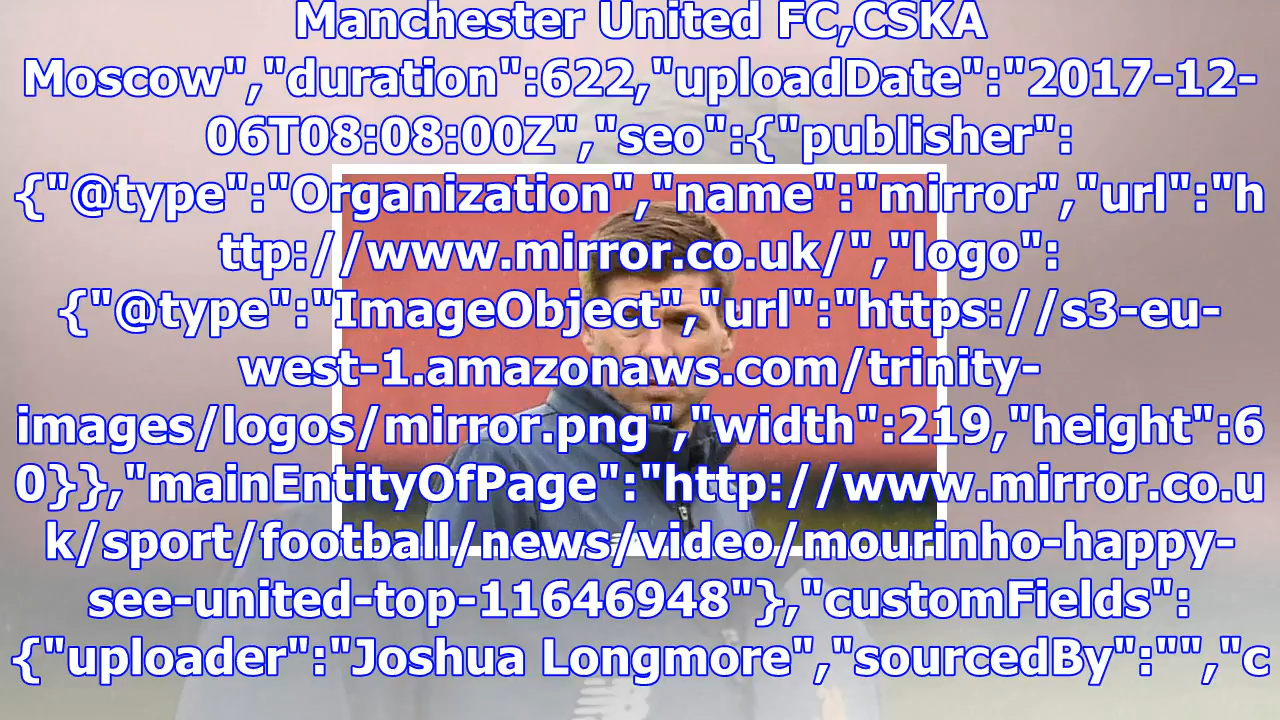 Manchester United FC,CSKA
Moscow","duration":622,"uploadDate":"2017-12-
06T08:08:00Z","seo":{"publisher":
{"@type":"Organization","name":"mirror","url":"h
ttp://www.mirror.co.uk/","logo":
{"@type":"ImageObject","url":"https://s3-eu-
west-1.amazonaws.com/trinity-
images/logos/mirror.png","width":219,"height":6
0}},"mainEntityOfPage":"http://www.mirror.co.u
k/sport/football/news/video/mourinho-happy-
see-united-top-11646948"},"customFields":
{"uploader":"Joshua Longmore","sourcedBy":"","c